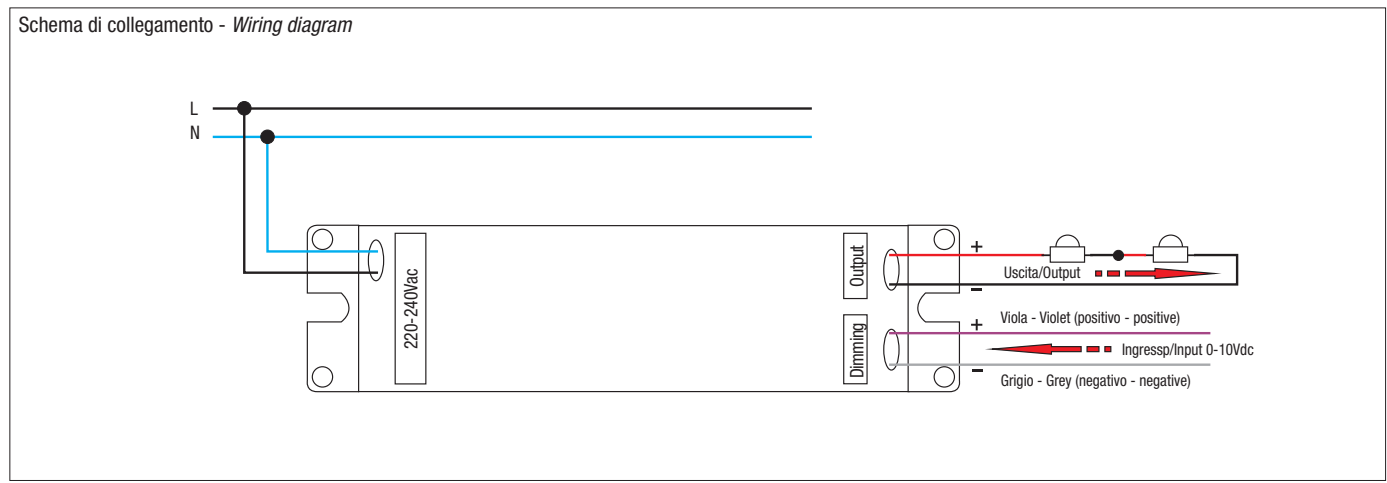 Schema di collegamento - Wiring diagram
L
N
220-240Vac
Output
Dimming
+
Uscita/Output
-
+
Viola - Violet (positivo - positive)
Ingressp/Input 0-10Vdc
-
Grigio - Grey (negativo - negative)